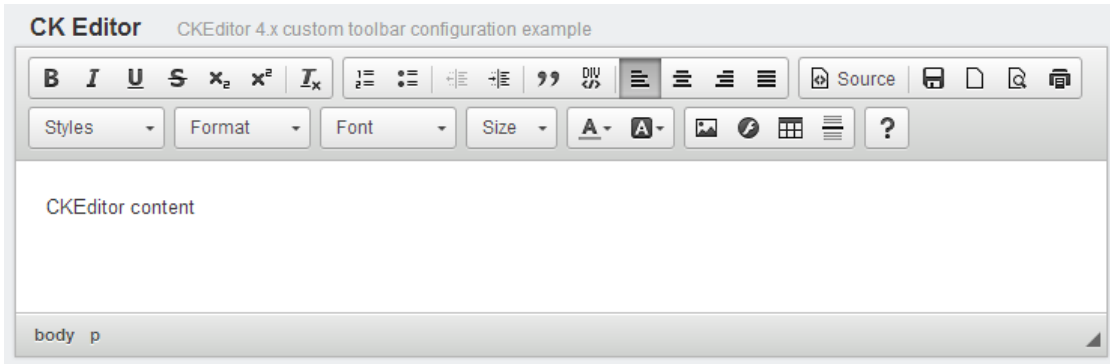 CK Editor CKEditor 4.x custom toolbar configuration example
B I U S x₂ x² Tx DIV Source
Styles Format Font Size A A ?
CKEditor content
body p